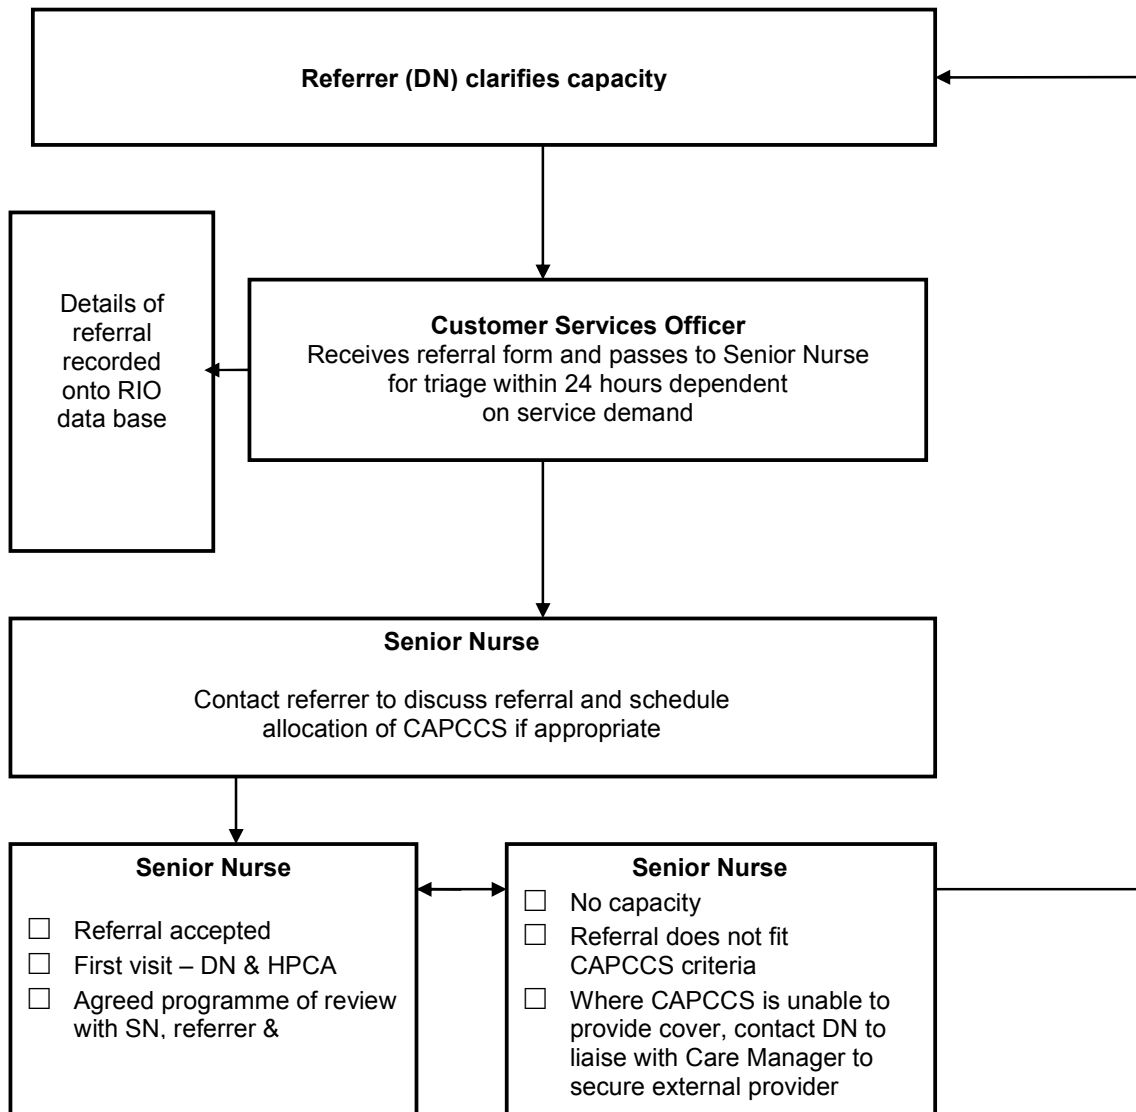 Referrer (DN) clarifies capacity
Details of
referral
recorded
onto RIO
data base
Customer Services Officer
Receives referral form and passes to Senior Nurse
for triage within 24 hours dependent
on service demand
Senior Nurse
Contact referrer to discuss referral and schedule
allocation of CAPCCS if appropriate
Senior Nurse
☐ Referral accepted
☐ First visit – DN & HPCA
☐ Agreed programme of review
with SN, referrer &
Senior Nurse
☐ No capacity
☐ Referral does not fit
CAPCCS criteria
☐ Where CAPCCS is unable to
provide cover, contact DN to
liaise with Care Manager to
secure external provider